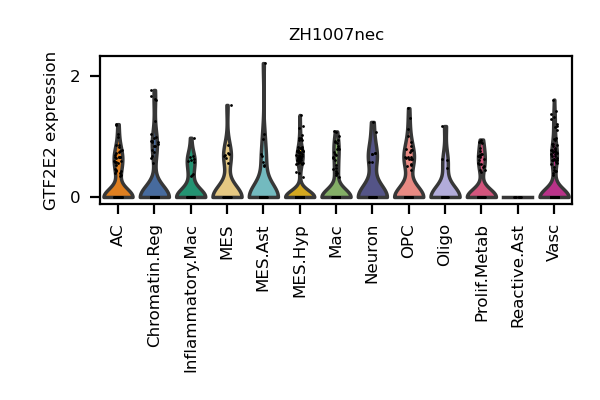 ZH1007nec
GTF2E2 expression
2
0
AC
Chromatin.Reg
Inflammatory.Mac
MES
MES.Ast
MES.Hyp
Mac
Neuron
OPC
Oligo
Prolif.Metab
Reactive.Ast
Vasc